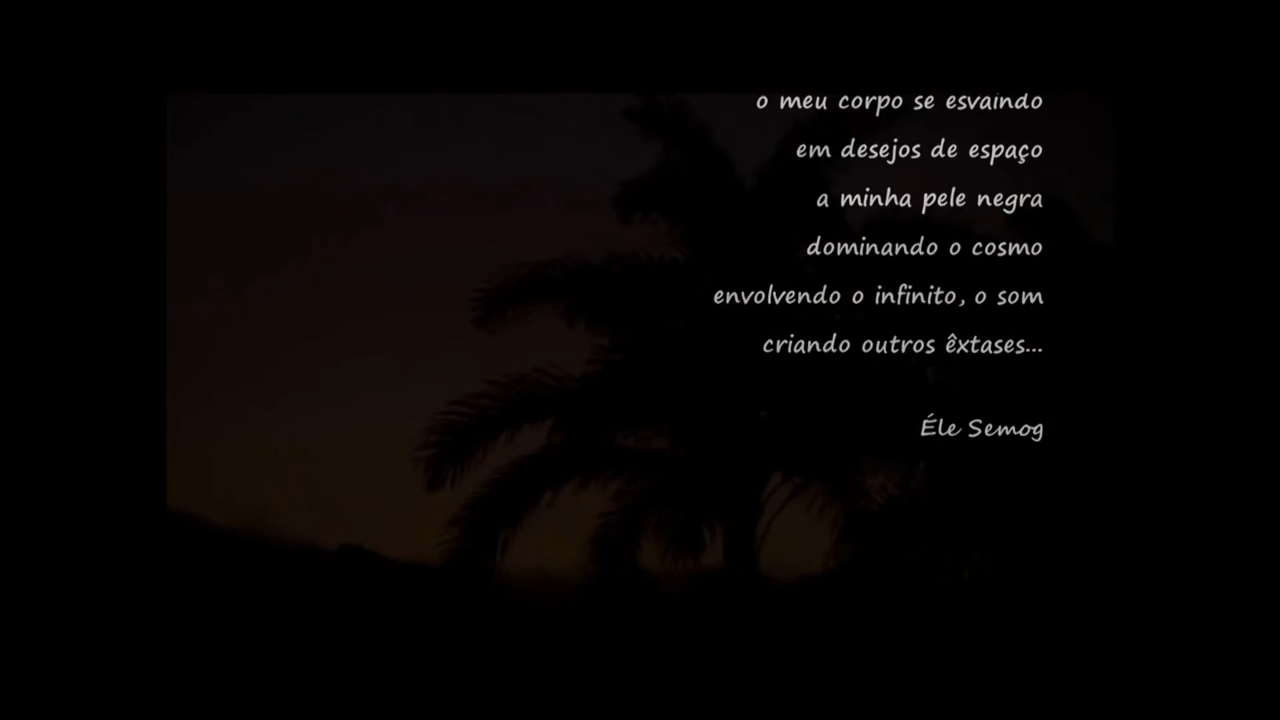 o meu corpo se esvaindo
em desejos de espaço
a minha pele negra
dominando o cosmo
envolvendo o infinito, o som
criando outros êxtases...
Éle Semog